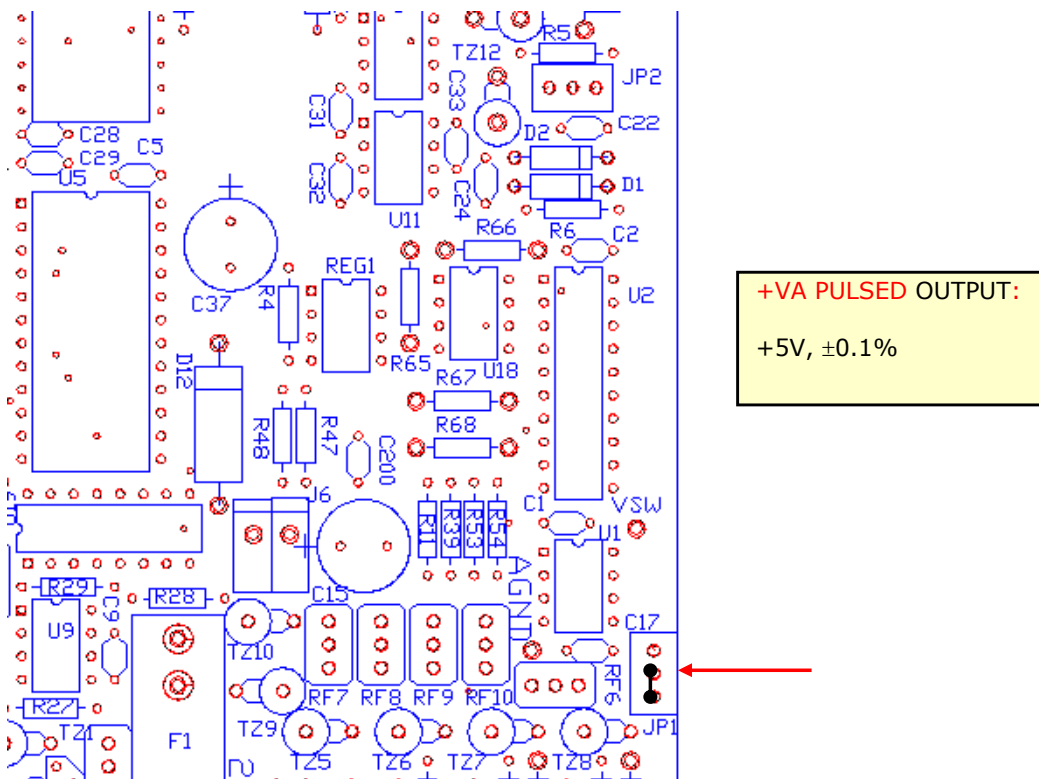 R5
TZ12
JP2
C33
C31
D2
C22
C28
C29
C5
U5
C32
C24
D1
U11
R66
R6
C2
REG1
R4
C37
U2
+VA PULSED OUTPUT:
+5V, ±0.1%
D12
R65
U18
R67
R48
R47
R68
C200
J6
C1
VSW
R11
R39
R53
R54
U1
AGND
R29
R28
C15
C9
U9
C17
TZ10
RF7
RF8
RF9
RF10
RF6
R27
TZ1
TZ9
JP1
F1
TZ5
TZ6
TZ7
TZ8